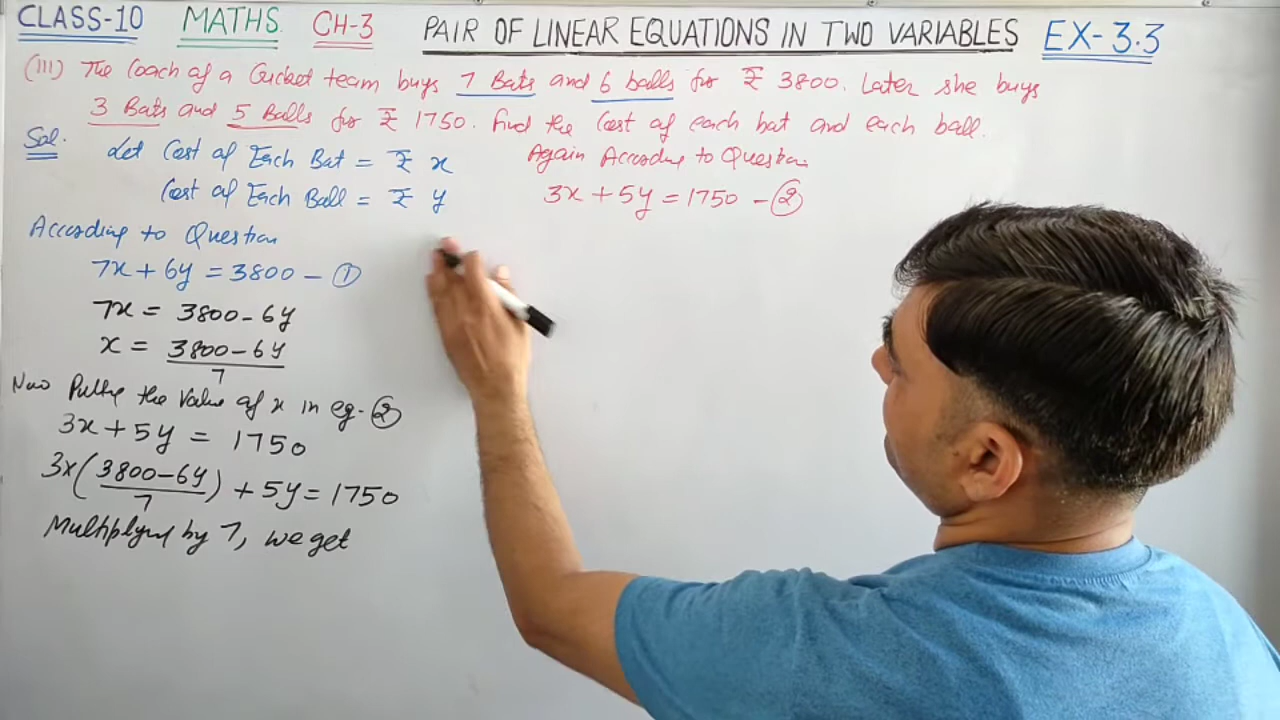 CLASS-10 MATHS CH-3 PAIR OF LINEAR EQUATIONS IN TWO VARIABLES EX-3.3
(III) The Coach of a Cricket team buys 7 Bats and 6 balls for ₹ 3800. Later she buys
3 Bats and 5 Balls for ₹ 1750. Find the Cost of each bat and each ball.
Sol. Let Cost of Each Bat = ₹ x
Cost of Each Ball = ₹ y
According to Question
7x + 6y = 3800 - ①
7x = 3800 - 6y
x = 3800 - 6y
7
Now Putting the Value of x in eq- ②
3x + 5y = 1750
3x(3800 - 6y) + 5y = 1750
7
Multiplying by 7, we get
Again According to Question
3x + 5y = 1750 - ②